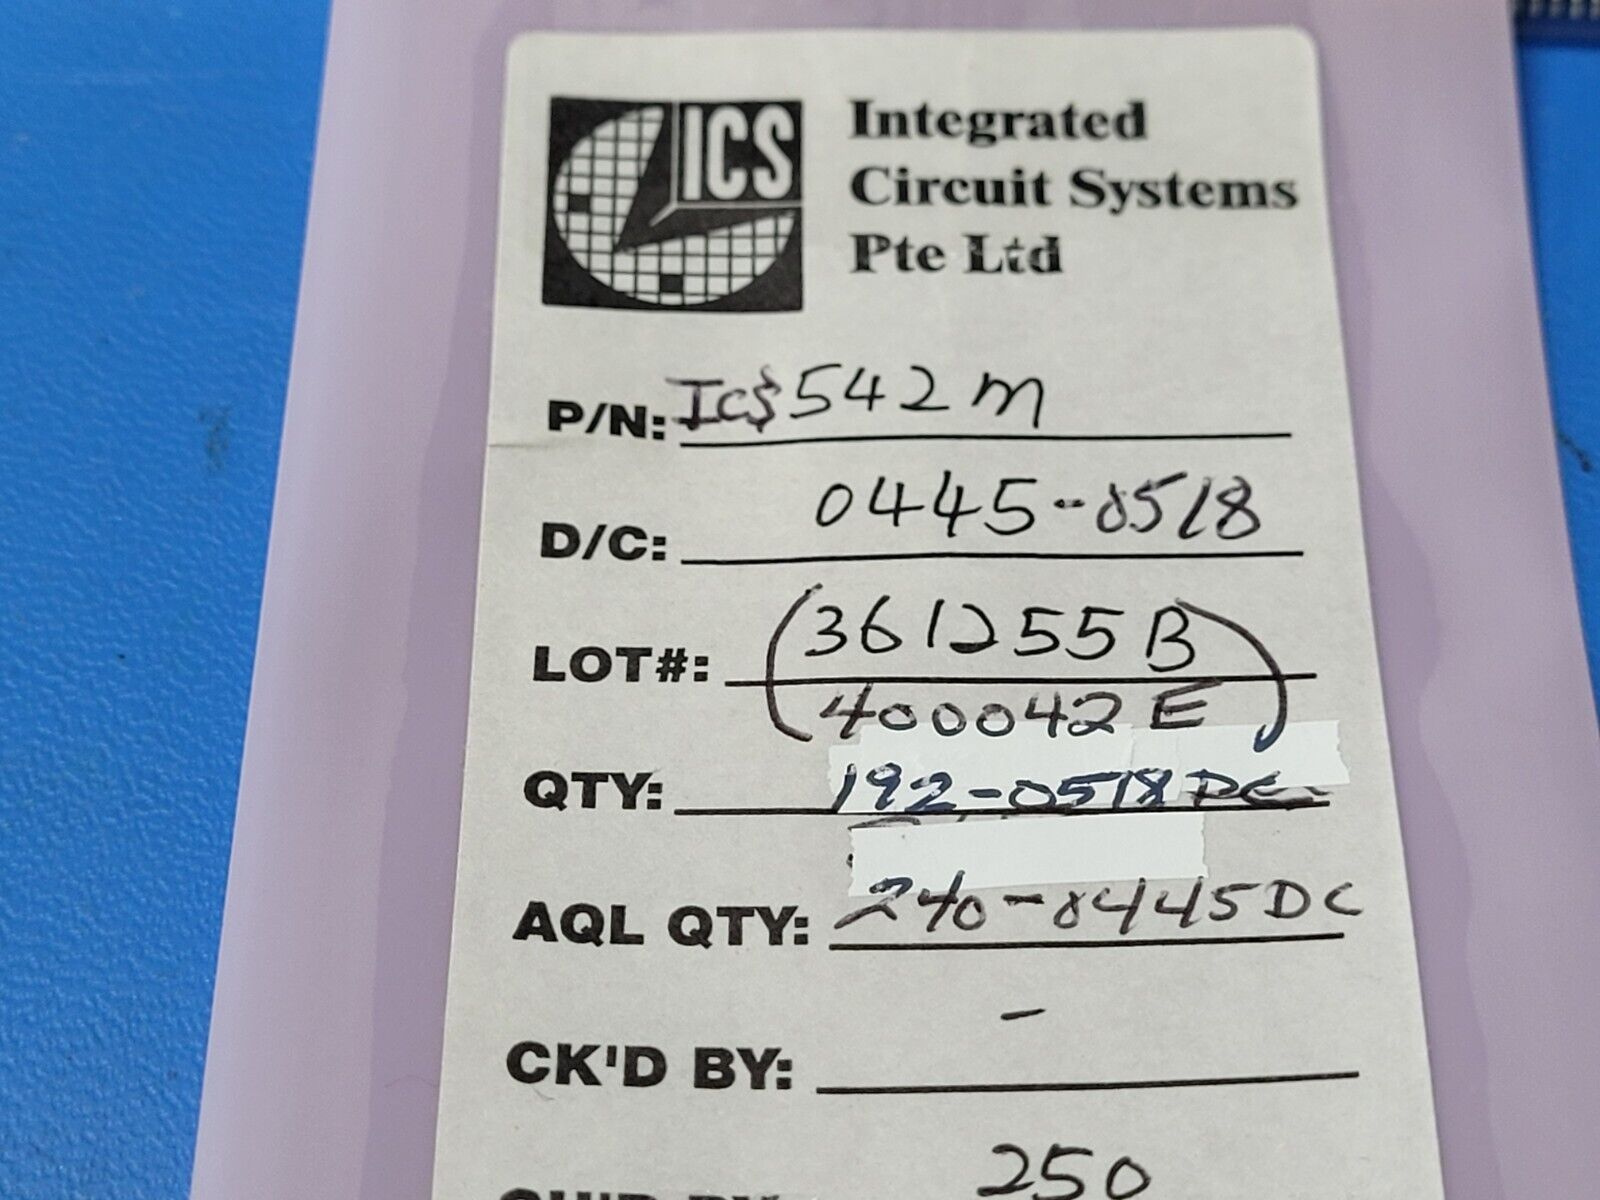 ICS
Integrated
Circuit Systems
Pte Ltd
P/N: ICS542M
D/C: 0445-0518
LOT#: (361255B
400042E)
QTY: 192-0518DC
AQL QTY: 240-0445DC
-
CK'D BY:
250